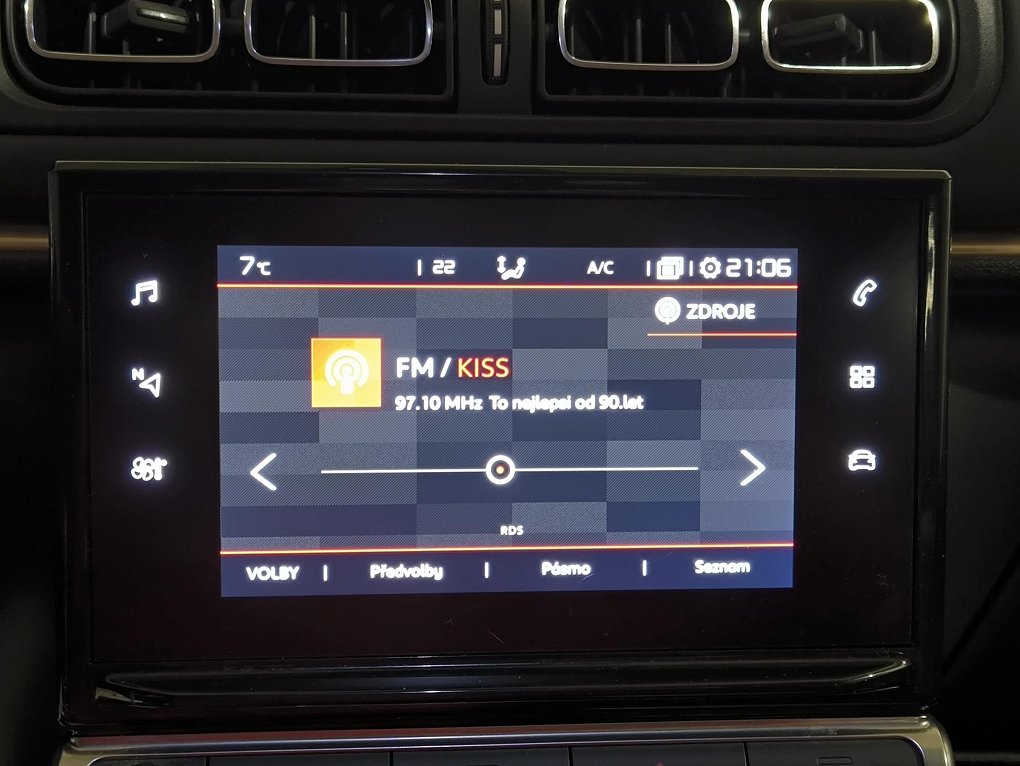 7°C 22 A/C 21:06
ZDROJE
FM / KISS
97.10 MHz To nejlepsi od 90.let
N
RDS
VOLBY Předvolby Pásmo Seznam